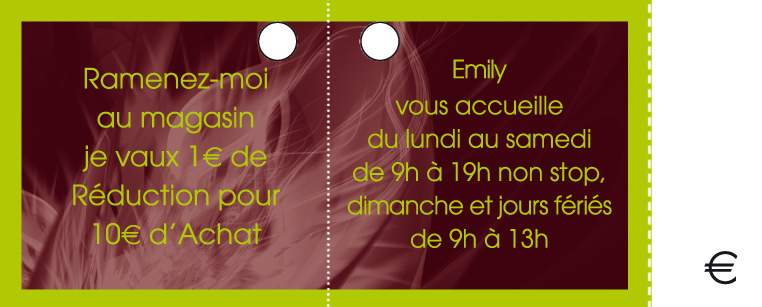 Ramenez-moi
au magasin
je vaux 1€ de
Réduction pour
10€ d'Achat
Emily
vous accueille
du lundi au samedi
de 9h à 19h non stop,
dimanche et jours fériés
de 9h à 13h
€